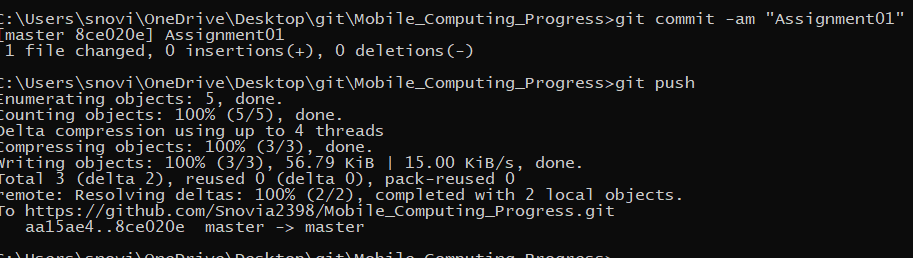 C:\Users\snovi\OneDrive\Desktop\git\Mobile_Computing_Progress>git commit -am "Assignment01"
[master 8ce020e] Assignment01
1 file changed, 0 insertions(+), 0 deletions(-)
C:\Users\snovi\OneDrive\Desktop\git\Mobile_Computing_Progress>git push
Enumerating objects: 5, done.
Counting objects: 100% (5/5), done.
Delta compression using up to 4 threads
Compressing objects: 100% (3/3), done.
Writing objects: 100% (3/3), 56.79 KiB | 15.00 KiB/s, done.
Total 3 (delta 2), reused 0 (delta 0), pack-reused 0
remote: Resolving deltas: 100% (2/2), completed with 2 local objects.
To https://github.com/Snovia2398/Mobile_Computing_Progress.git
aa15ae4..8ce020e  master -> master
C:\Users\snovi\OneDrive\Desktop\git\Mobile_Computing_Progress>